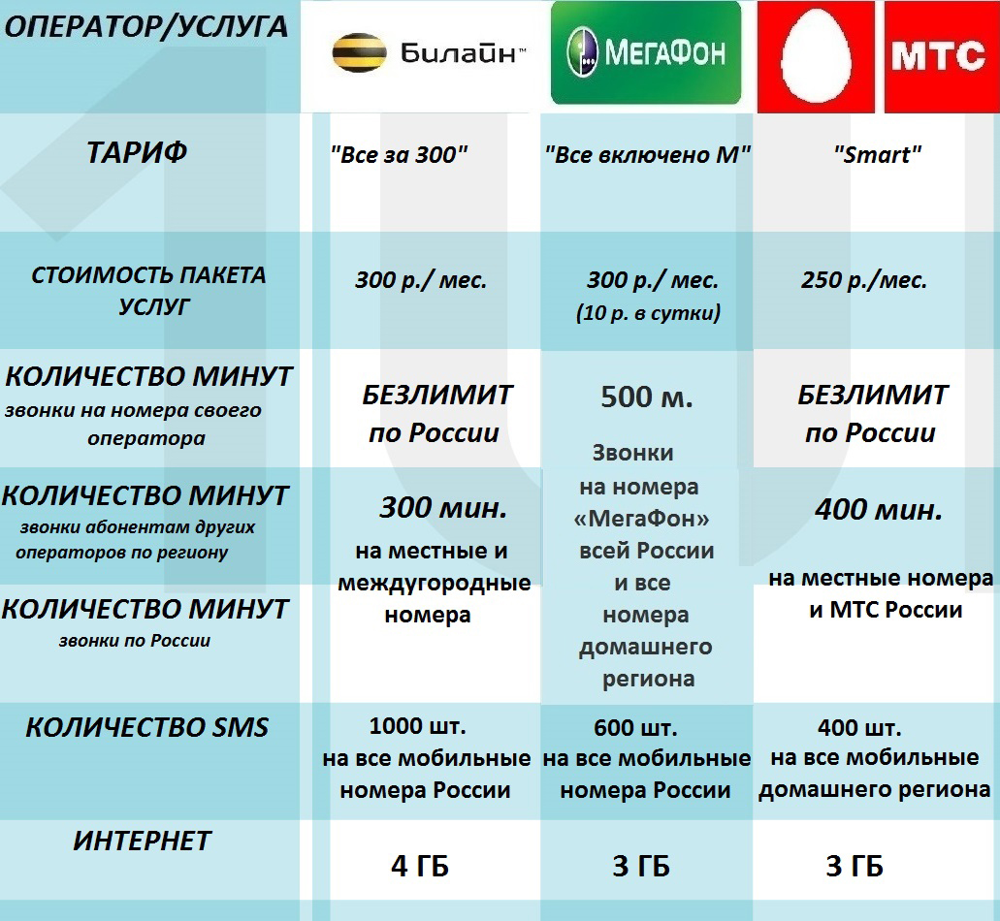 ОПЕРАТОР/УСЛУГА
Билайн™
МЕГАФОН
МТС
ТАРИФ
"Все за 300"
"Все включено М"
"Smart"
СТОИМОСТЬ ПАКЕТА
УСЛУГ
300 р./ мес.
300 р./ мес.
(10 р. в сутки)
250 р./мес.
КОЛИЧЕСТВО МИНУТ
звонки на номера своего
оператора
БЕЗЛИМИТ
по России
500 м.
Звонки
на номера
«МегаФон»
всей России
и все
номера
домашнего
региона
БЕЗЛИМИТ
по России
КОЛИЧЕСТВО МИНУТ
звонки абонентам других
операторов по региону
300 мин.
на местные и
междугородные
номера
400 мин.
на местные номера
и МТС России
КОЛИЧЕСТВО МИНУТ
звонки по России
КОЛИЧЕСТВО SMS
1000 шт.
на все мобильные
номера России
600 шт.
на все мобильные
номера России
400 шт.
на все мобильные
домашнего региона
ИНТЕРНЕТ
4 ГБ
3 ГБ
3 ГБ